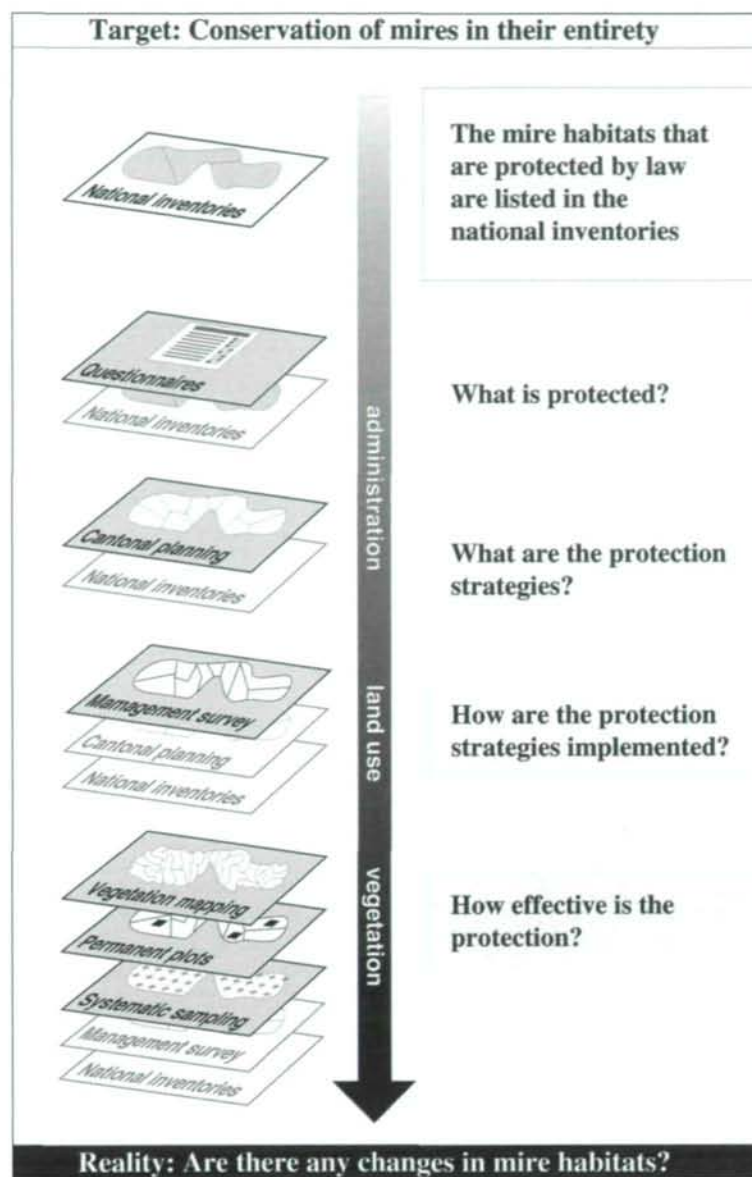 Target: Conservation of mires in their entirety
National inventories
The mire habitats that
are protected by law
are listed in the
national inventories
Questionnaires
National inventories
What is protected?
administration
Cantonal planning
National inventories
What are the protection
strategies?
Mamagement survey
Cantonal planning
National inventories
land use
How are the protection
strategies implemented?
Vegetation mapping
Permanent plots
Systematic sampling
Management survey
National inventories
vegetation
How effective is the
protection?
Reality: Are there any changes in mire habitats?